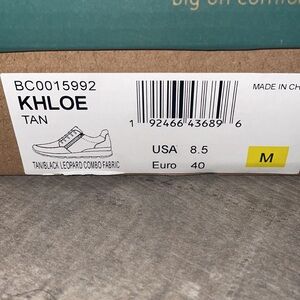 big on comfort
BC0015992
KHLOE
TAN
MADE IN CH
1 92466 43689 6
TAN/BLACK LEOPARD COMBO FABRIC
USA 8.5
Euro 40
M